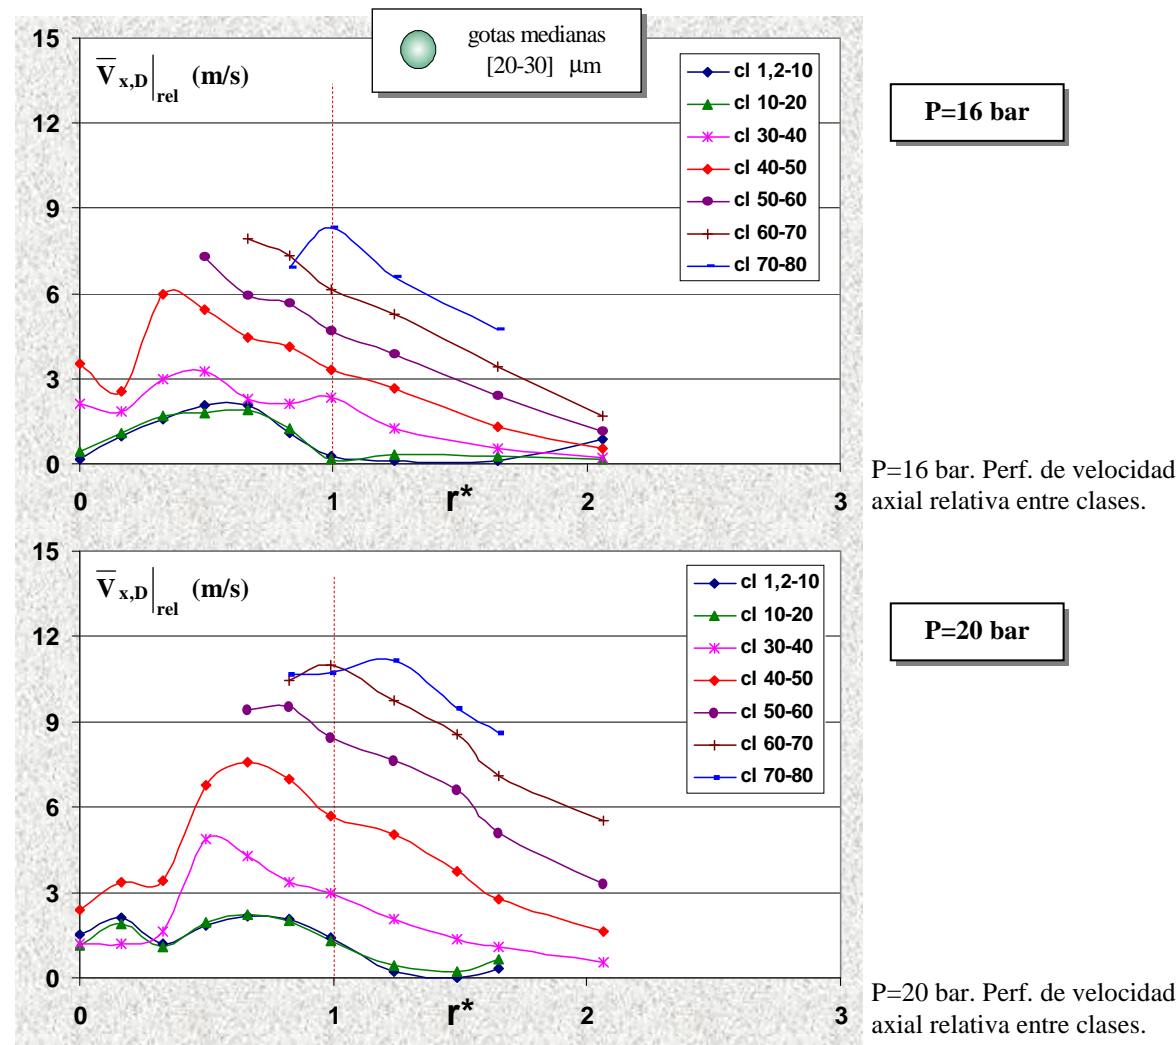 gotas medianas
[20-30] μm
15
12
9
6
3
0
V̅ x,D|rel (m/s)
cl 1,2-10
cl 10-20
cl 30-40
cl 40-50
cl 50-60
cl 60-70
cl 70-80
P=16 bar
0 1 r* 2 3
P=16 bar. Perf. de velocidad
axial relativa entre clases.
15
12
9
6
3
0
V̅ x,D|rel (m/s)
cl 1,2-10
cl 10-20
cl 30-40
cl 40-50
cl 50-60
cl 60-70
cl 70-80
P=20 bar
0 1 r* 2 3
P=20 bar. Perf. de velocidad
axial relativa entre clases.